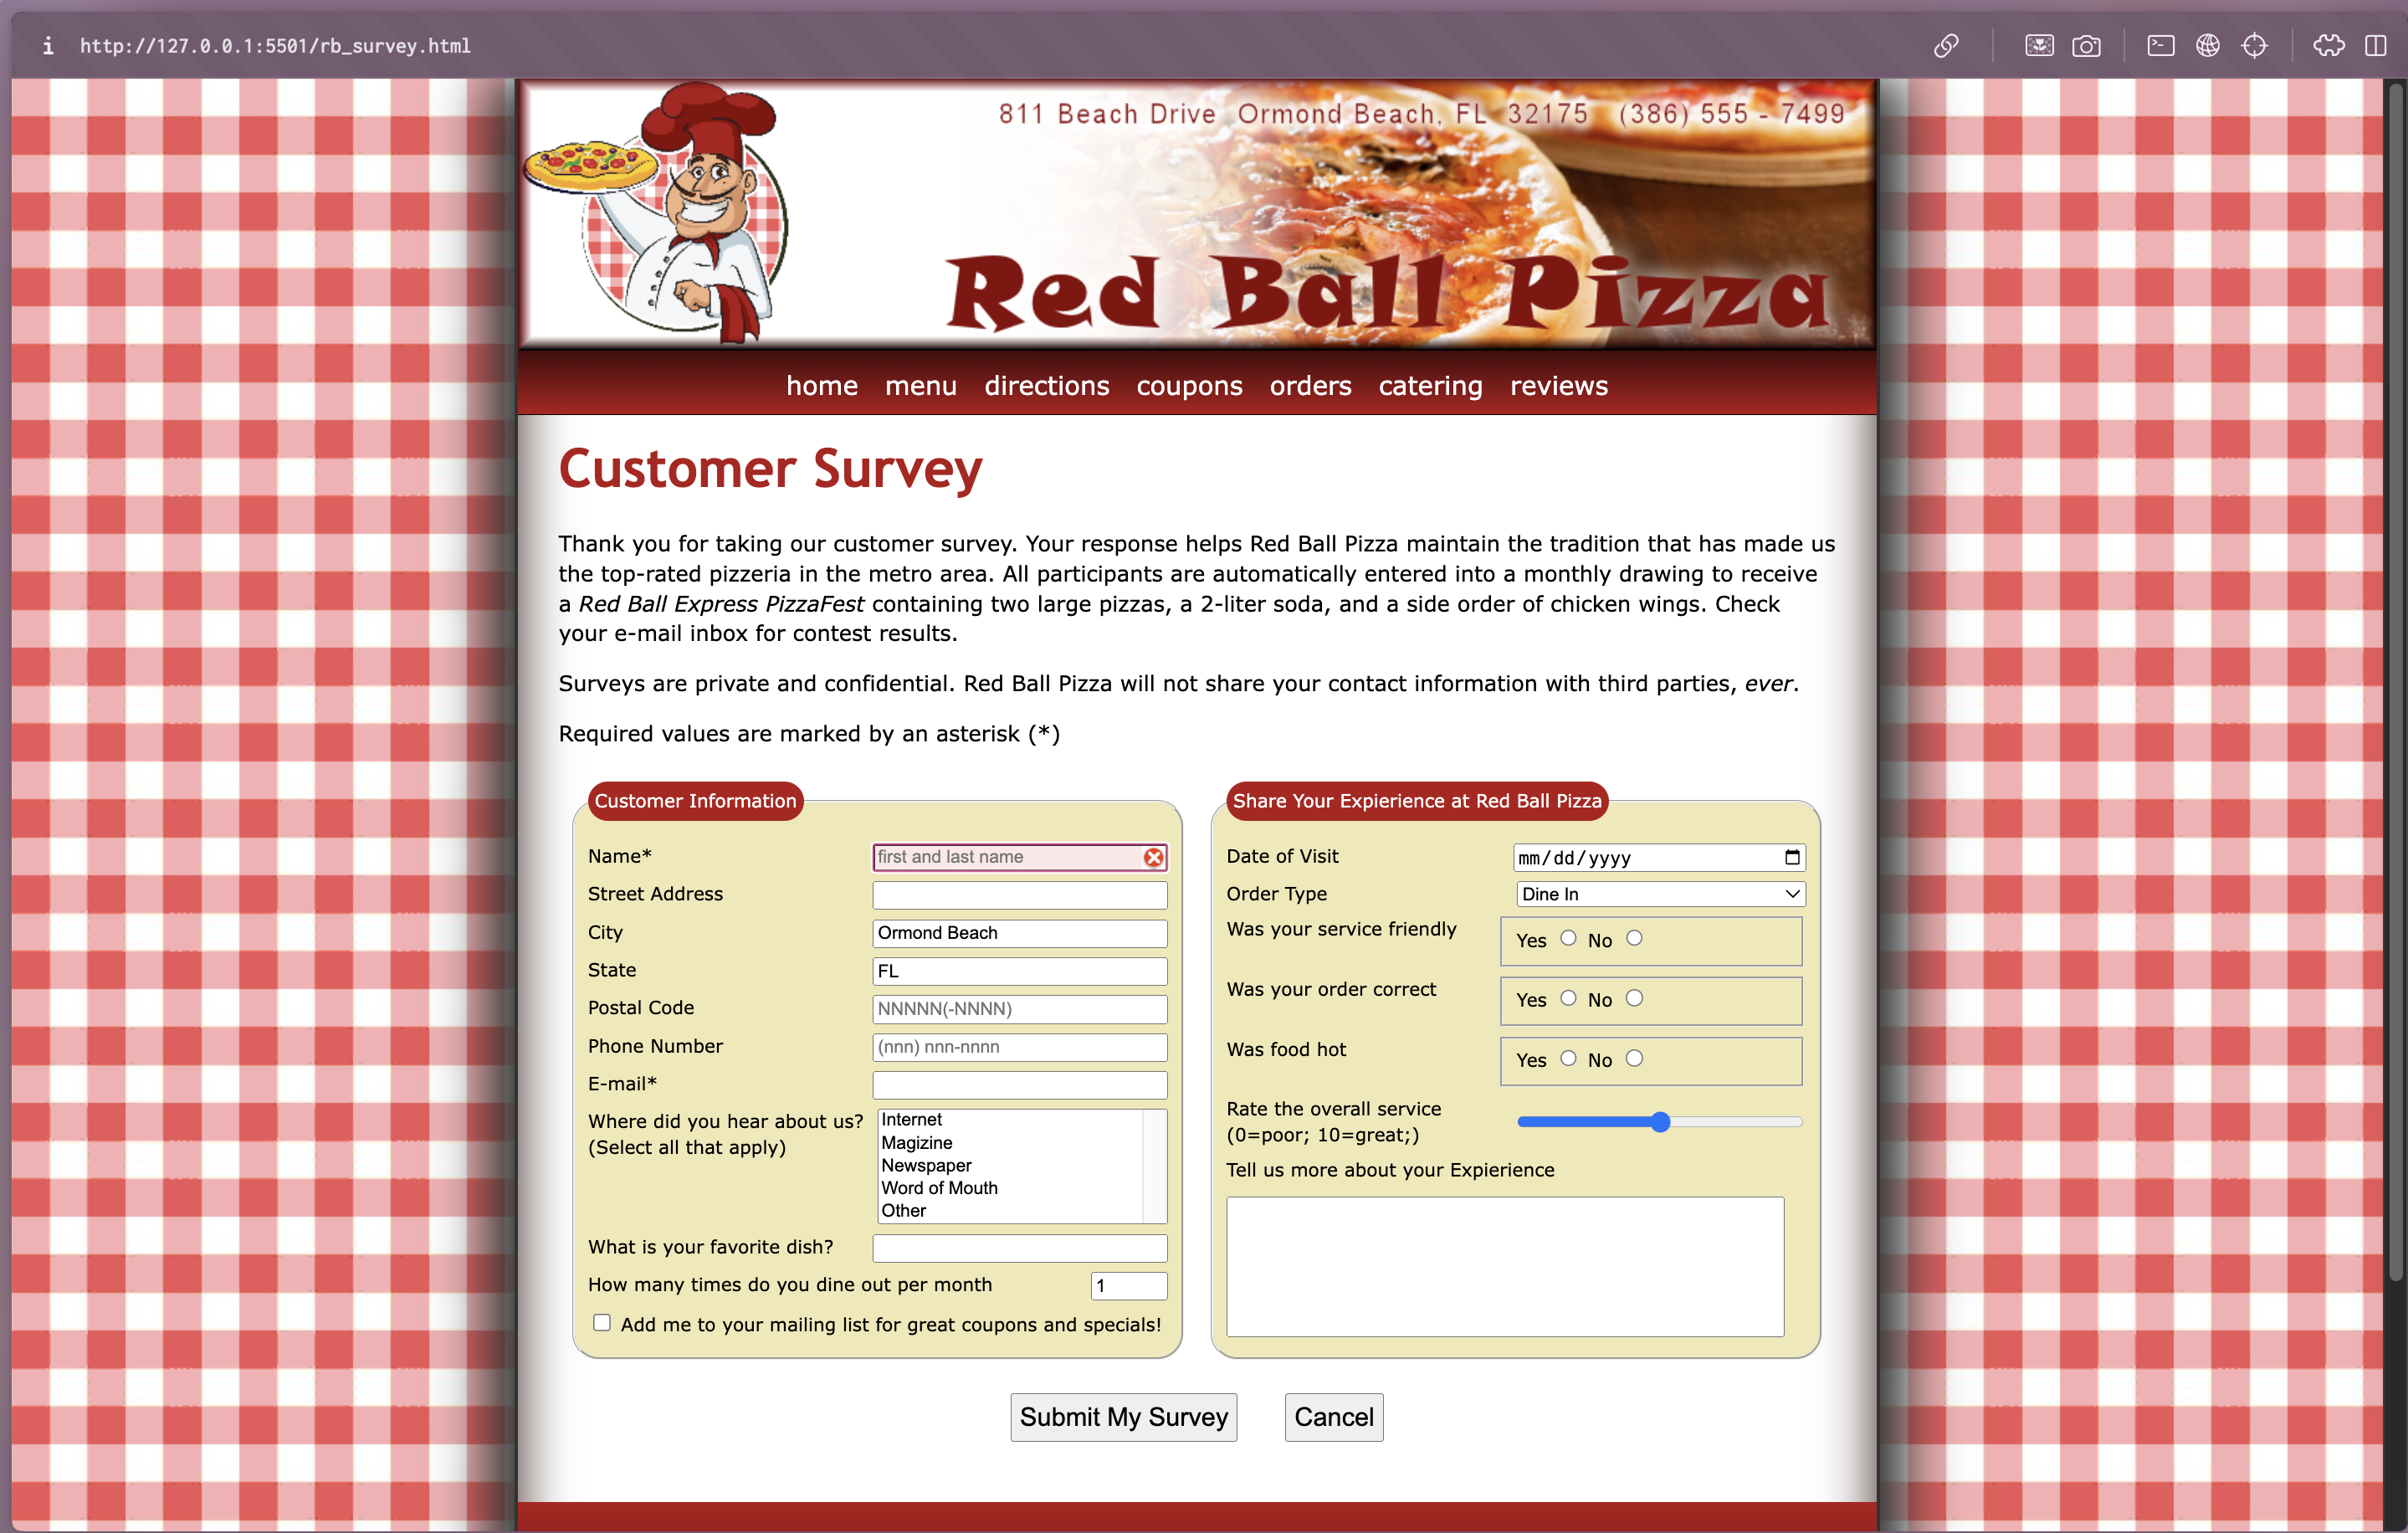 http://127.0.0.1:5501/rb_survey.html
811 Beach Drive Ormond Beach, FL 32175 (386) 555 - 7499
Red Ball Pizza
home menu directions coupons orders catering reviews
Customer Survey
Thank you for taking our customer survey. Your response helps Red Ball Pizza maintain the tradition that has made us
the top-rated pizzeria in the metro area. All participants are automatically entered into a monthly drawing to receive
a Red Ball Express PizzaFest containing two large pizzas, a 2-liter soda, and a side order of chicken wings. Check
your e-mail inbox for contest results.
Surveys are private and confidential. Red Ball Pizza will not share your contact information with third parties, ever.
Required values are marked by an asterisk (*)
Customer Information
Name* first and last name
Street Address
City Ormond Beach
State FL
Postal Code NNNNN(-NNNN)
Phone Number (nnn) nnn-nnnn
E-mail*
Where did you hear about us?
(Select all that apply)
Internet
Magizine
Newspaper
Word of Mouth
Other
What is your favorite dish?
How many times do you dine out per month 1
Add me to your mailing list for great coupons and specials!
Share Your Expierience at Red Ball Pizza
Date of Visit mm/dd/yyyy
Order Type Dine In
Was your service friendly Yes No
Was your order correct Yes No
Was food hot Yes No
Rate the overall service
(0=poor; 10=great;)
Tell us more about your Expierience
Submit My Survey Cancel